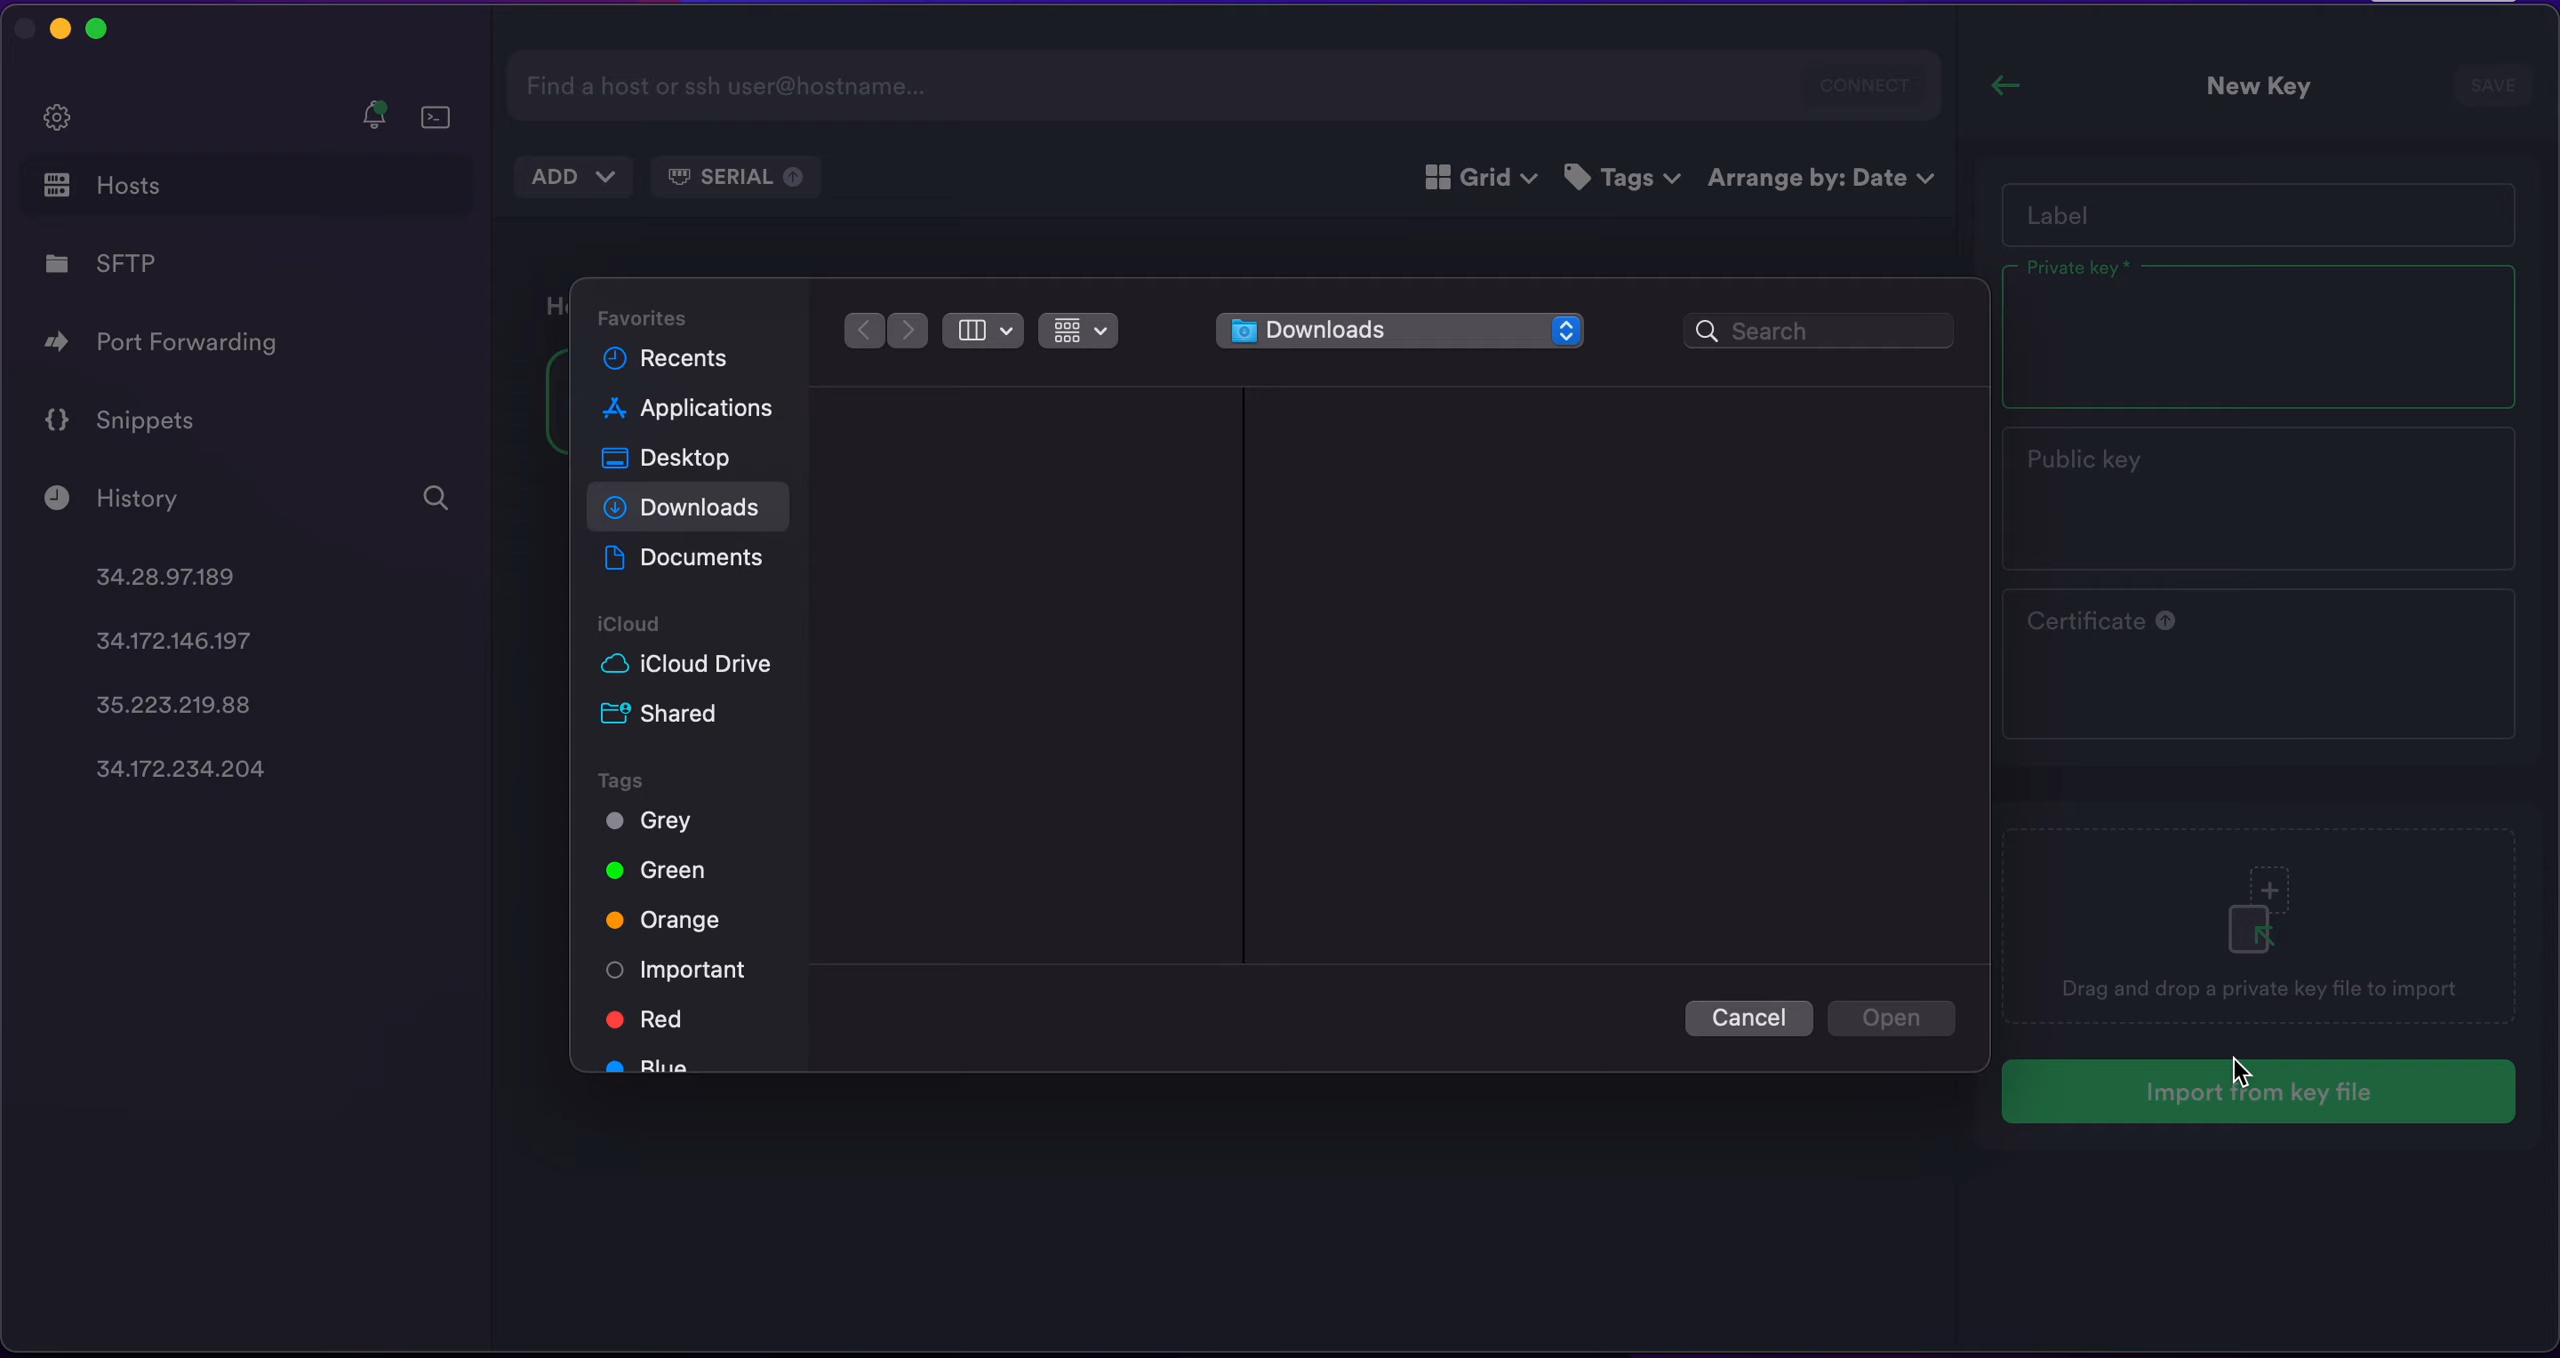 Hosts
SFTP
Port Forwarding
Snippets
History
34.28.97.189
34.172.146.197
35.223.219.88
34.172.234.204
Find a host or ssh user@hostname...
CONNECT
ADD
SERIAL
Grid
Tags
Arrange by: Date
Favorites
Recents
Applications
Desktop
Downloads
Documents
iCloud
iCloud Drive
Shared
Tags
Grey
Green
Orange
Important
Red
Blue
Downloads
Search
Cancel
Open
New Key
SAVE
Label
Private key *
Public key
Certificate
Drag and drop a private key file to import
Import from key file